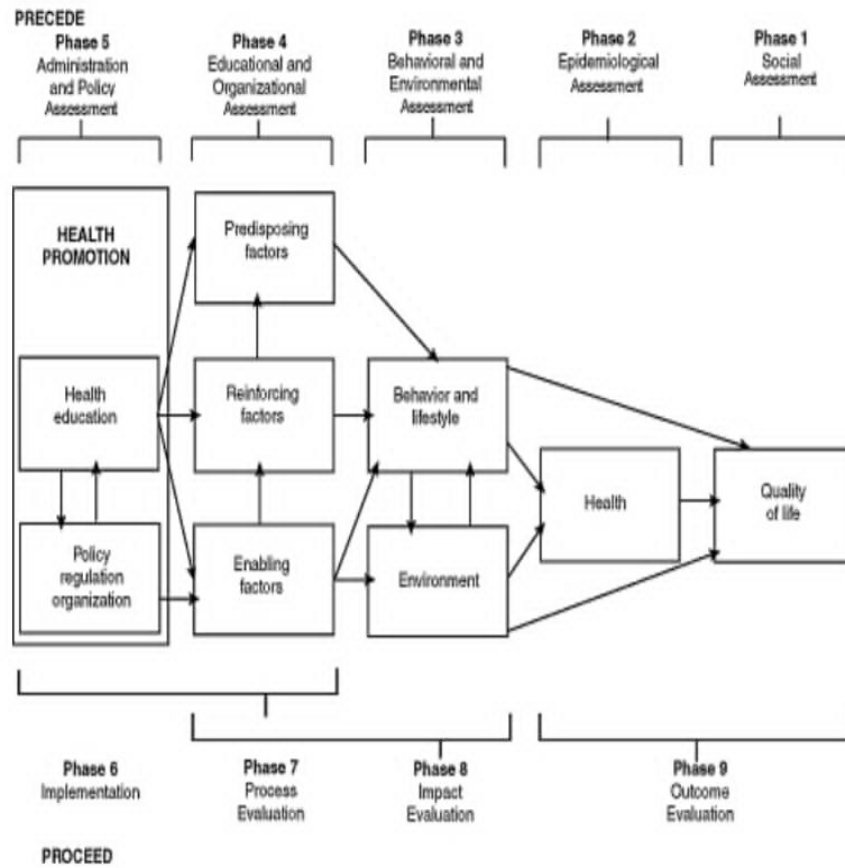 PRECEDE
Phase 5
Administration
and Policy
Assessment
Phase 4
Educational and
Organizational
Assessment
Phase 3
Behavioral and
Environmental
Assessment
Phase 2
Epidemiological
Assessment
Phase 1
Social
Assessment
HEALTH
PROMOTION
Health
education
Policy
regulation
organization
Predisposing
factors
Reinforcing
factors
Enabling
factors
Behavior and
lifestyle
Environment
Health
Quality
of life
Phase 6
Implementation
Phase 7
Process
Evaluation
Phase 8
Impact
Evaluation
Phase 9
Outcome
Evaluation
PROCEED